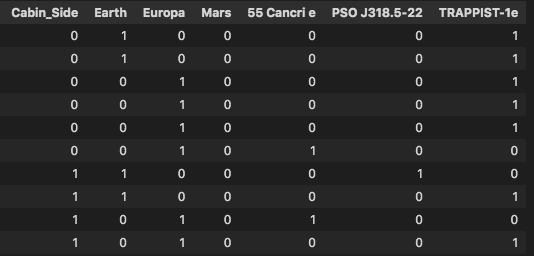 Cabin_Side Earth Europa Mars 55 Cancri e PSO J318.5-22 TRAPPIST-1e
0 1 0 0 0 0 1
0 1 0 0 0 0 1
0 0 1 0 0 0 1
0 0 1 0 0 0 1
0 0 1 0 0 0 1
0 0 1 0 1 0 0
1 1 0 0 0 1 0
1 1 0 0 0 0 1
1 0 1 0 1 0 0
1 0 1 0 0 0 1